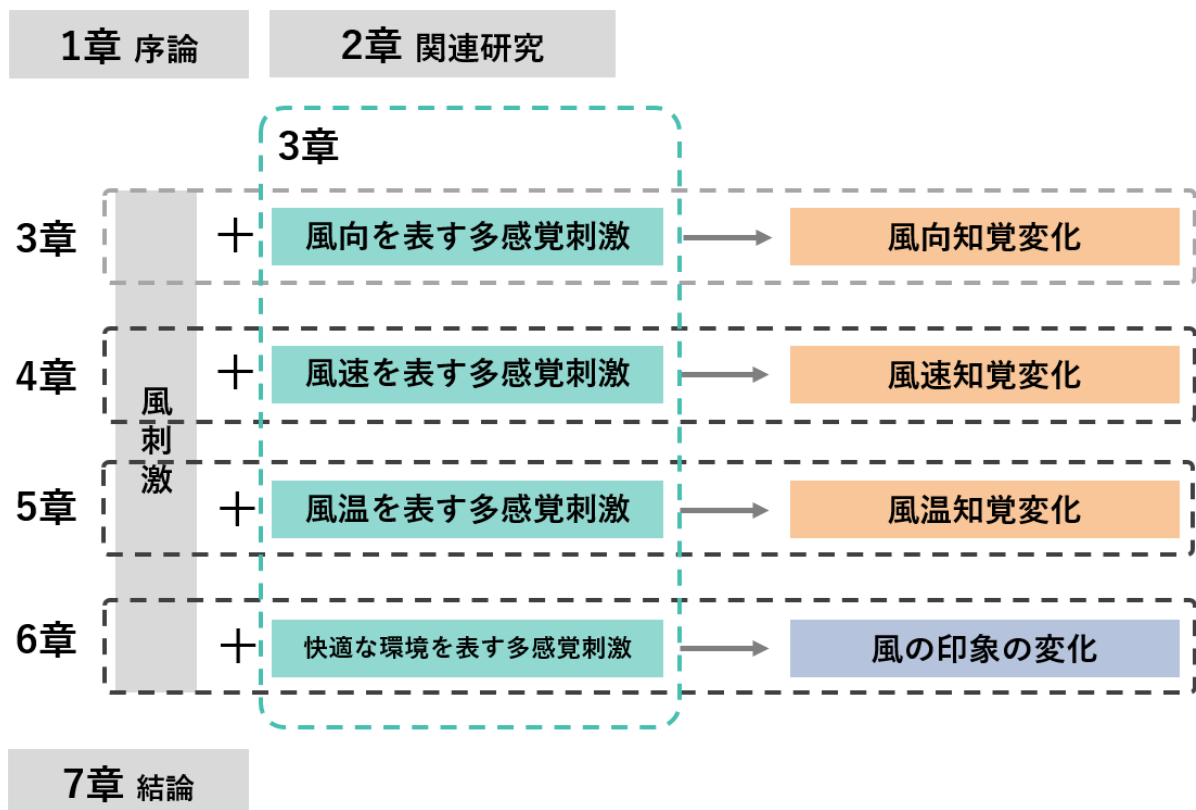 1章 序論
2章 関連研究
3章
3章
+
風向を表す多感覚刺激
風向知覚変化
4章
+
風速を表す多感覚刺激
風速知覚変化
風刺激
5章
+
風温を表す多感覚刺激
風温知覚変化
6章
+
快適な環境を表す多感覚刺激
風の印象の変化
7章 結論